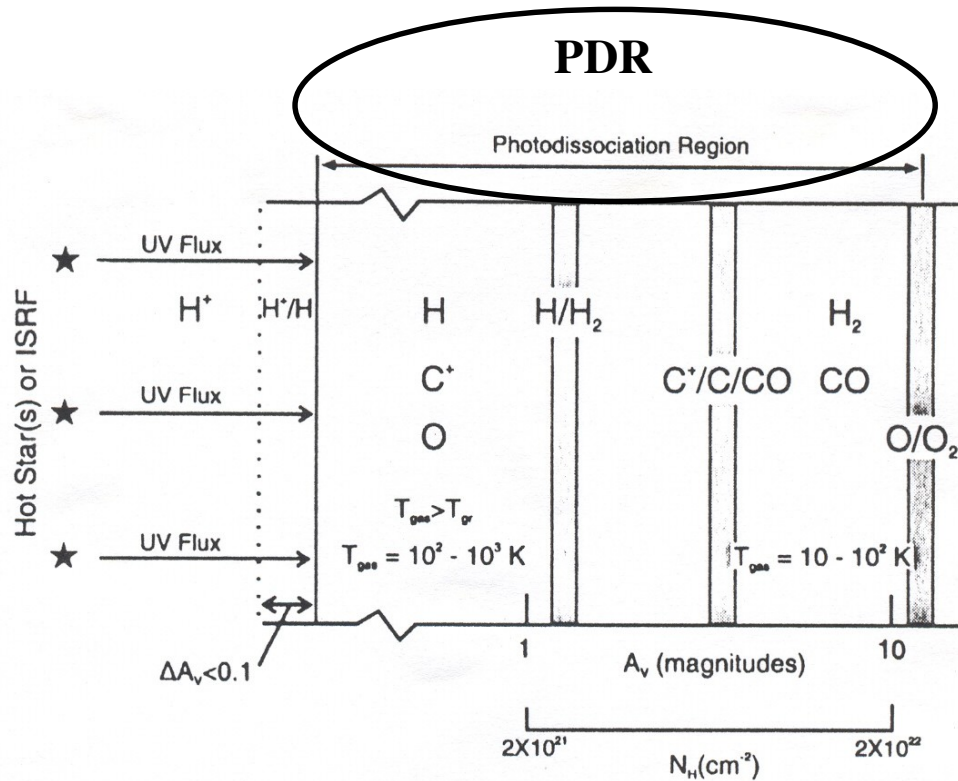 PDR
Photodissociation Region
Hot Star(s) or ISRF
UV Flux
H⁺ H⁺/H H H/H₂ H₂
C⁺ C⁺/C/CO CO
UV Flux
O O/O₂
T_gas>T_gr
UV Flux
T_gas = 10² - 10³ K T_gas = 10 - 10² K
ΔA_v<0.1
1 A_v (magnitudes) 10
2X10²¹ N_H(cm⁻²) 2X10²²